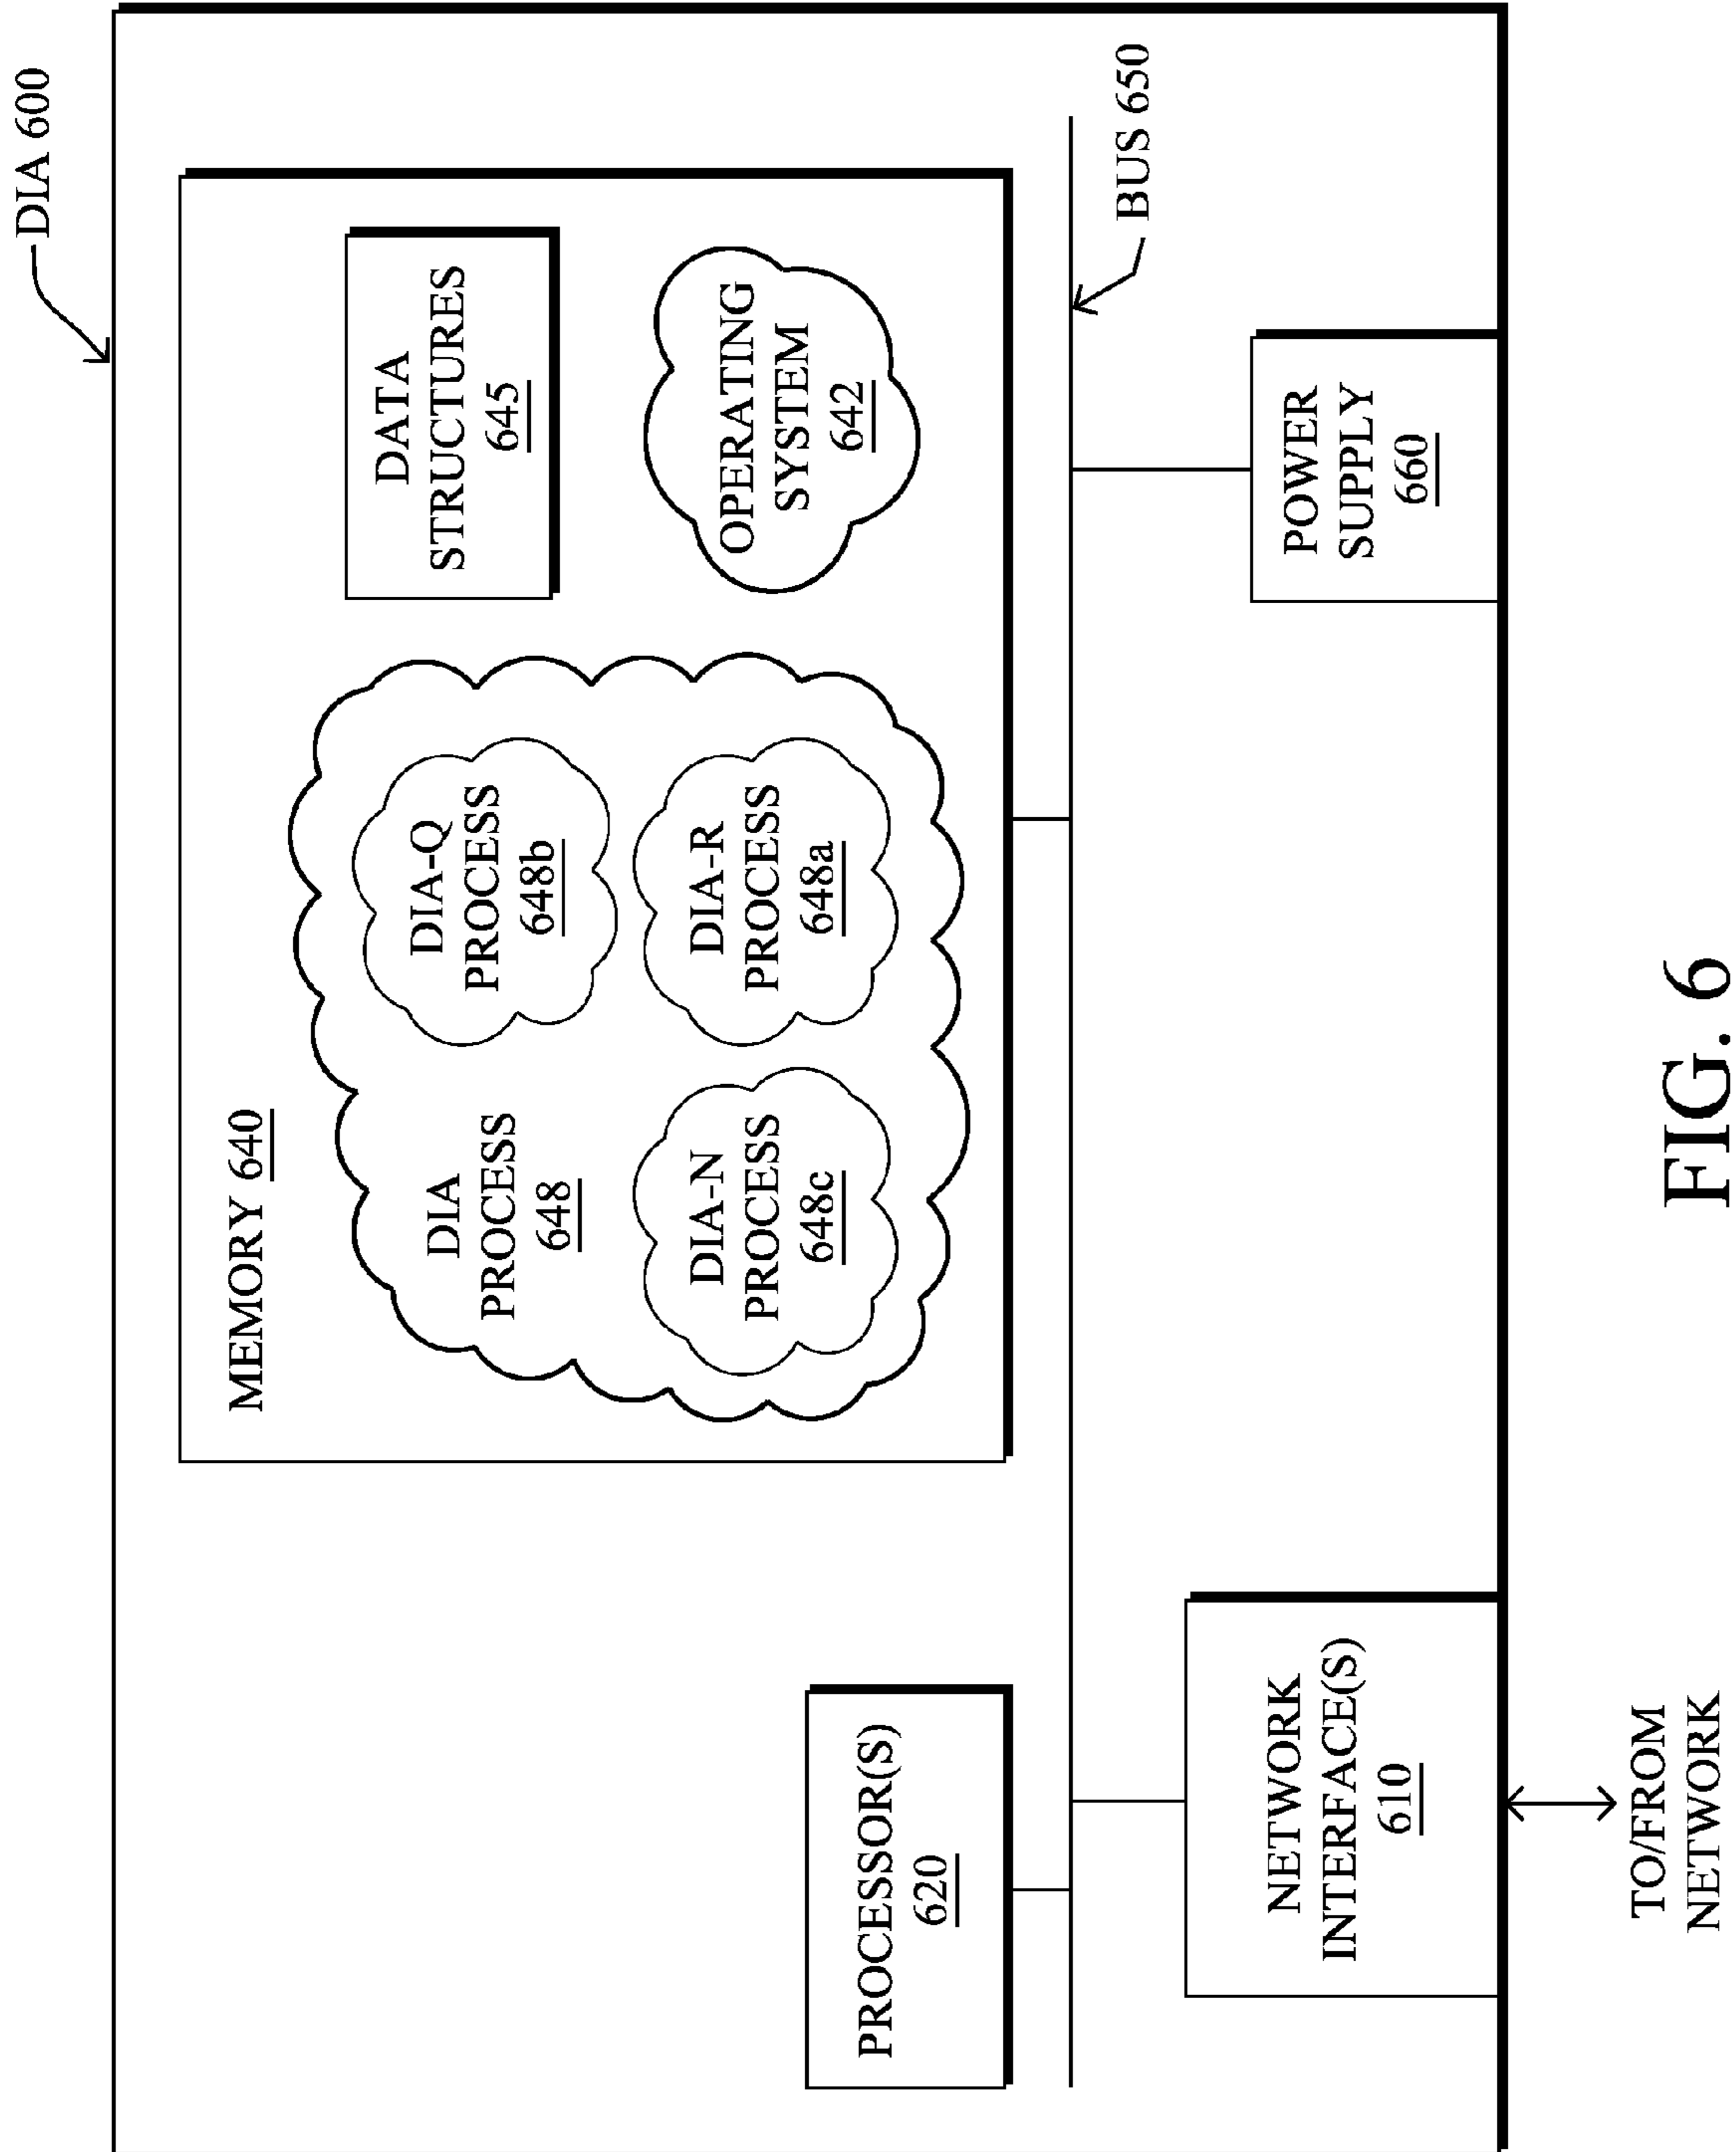 DIA 600
MEMORY 640
DIA
PROCESS
648
DIA-Q
PROCESS
648b
DATA
STRUCTURES
645
DIA-N
PROCESS
648c
DIA-R
PROCESS
648a
OPERATING
SYSTEM
642
PROCESSOR(S)
620
BUS 650
NETWORK
INTERFACE(S)
610
POWER
SUPPLY
660
TO/FROM
NETWORK
FIG. 6